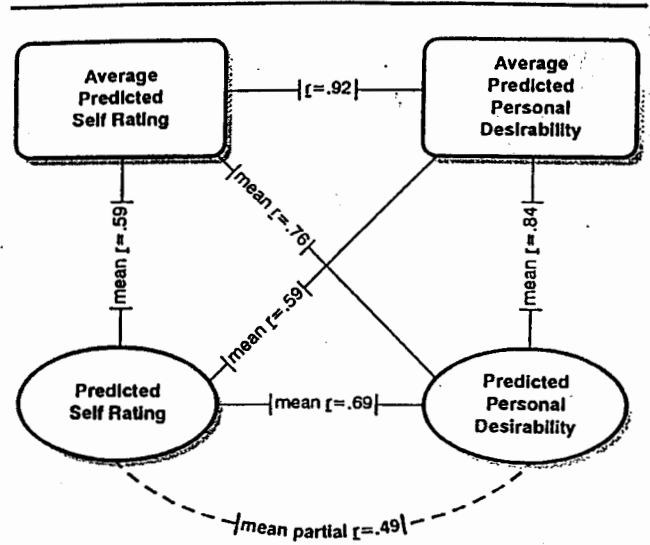 Average
Predicted
Self Rating
r=.92
Average
Predicted
Personal
Desirability
mean r=.59
mean r=.76
mean r=.59
mean r=.84
Predicted
Self Rating
mean r=.69
Predicted
Personal
Desirability
mean partial r=.49